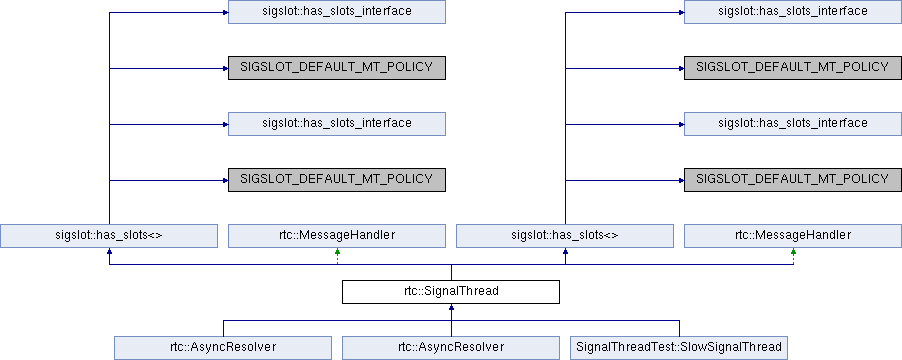 sigslot::has_slots_interface sigslot::has_slots_interface
SIGSLOT_DEFAULT_MT_POLICY SIGSLOT_DEFAULT_MT_POLICY
sigslot::has_slots_interface sigslot::has_slots_interface
SIGSLOT_DEFAULT_MT_POLICY SIGSLOT_DEFAULT_MT_POLICY
sigslot::has_slots<> rtc::MessageHandler sigslot::has_slots<> rtc::MessageHandler
rtc::SignalThread
rtc::AsyncResolver rtc::AsyncResolver SignalThreadTest::SlowSignalThread